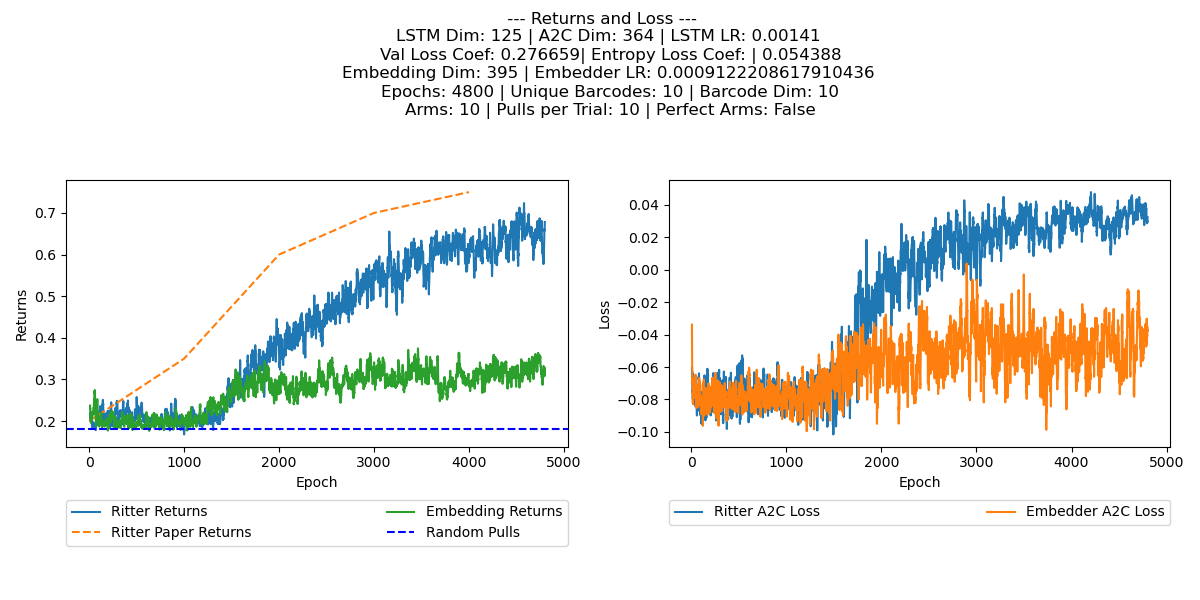 --- Returns and Loss ---
LSTM Dim: 125 | A2C Dim: 364 | LSTM LR: 0.00141
Val Loss Coef: 0.276659| Entropy Loss Coef: | 0.054388
Embedding Dim: 395 | Embedder LR: 0.0009122208617910436
Epochs: 4800 | Unique Barcodes: 10 | Barcode Dim: 10
Arms: 10 | Pulls per Trial: 10 | Perfect Arms: False
Returns
0.7
0.6
0.5
0.4
0.3
0.2
0 1000 2000 3000 4000 5000
Epoch
Ritter Returns
Ritter Paper Returns
Embedding Returns
Random Pulls
Loss
0.04
0.02
0.00
−0.02
−0.04
−0.06
−0.08
−0.10
0 1000 2000 3000 4000 5000
Epoch
Ritter A2C Loss
Embedder A2C Loss